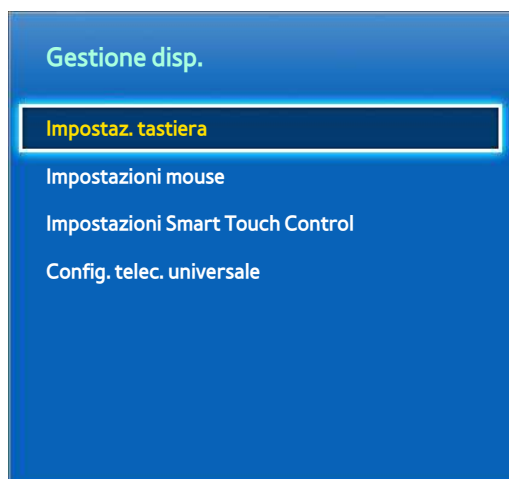 Gestione disp.
Impostaz. tastiera
Impostazioni mouse
Impostazioni Smart Touch Control
Config. telec. universale